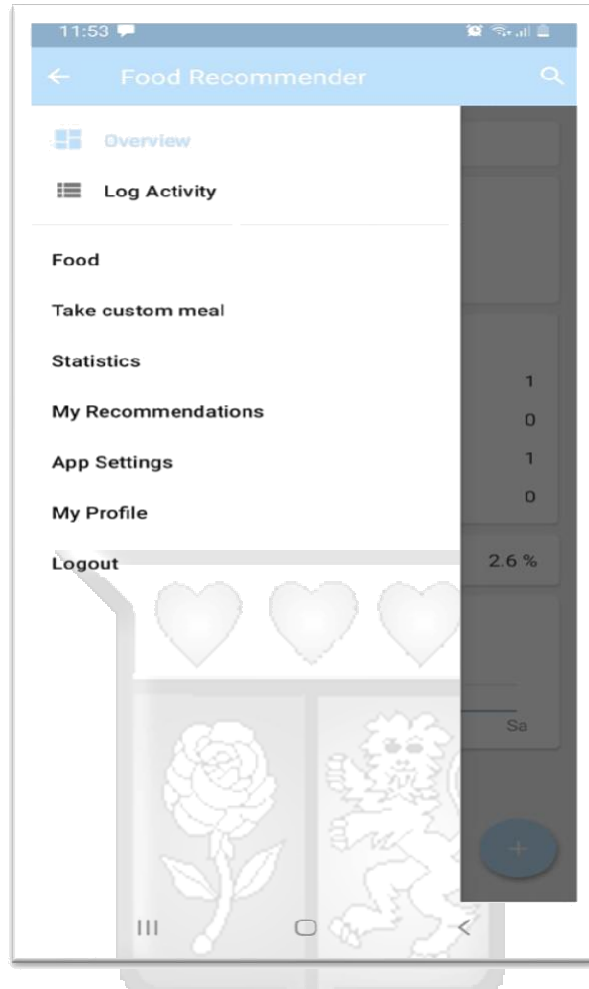 11:53
Food Recommender
Overview
Log Activity
Food
Take custom meal
Statistics
1
My Recommendations
0
App Settings
1
0
My Profile
Logout
2.6 %
Sa
+